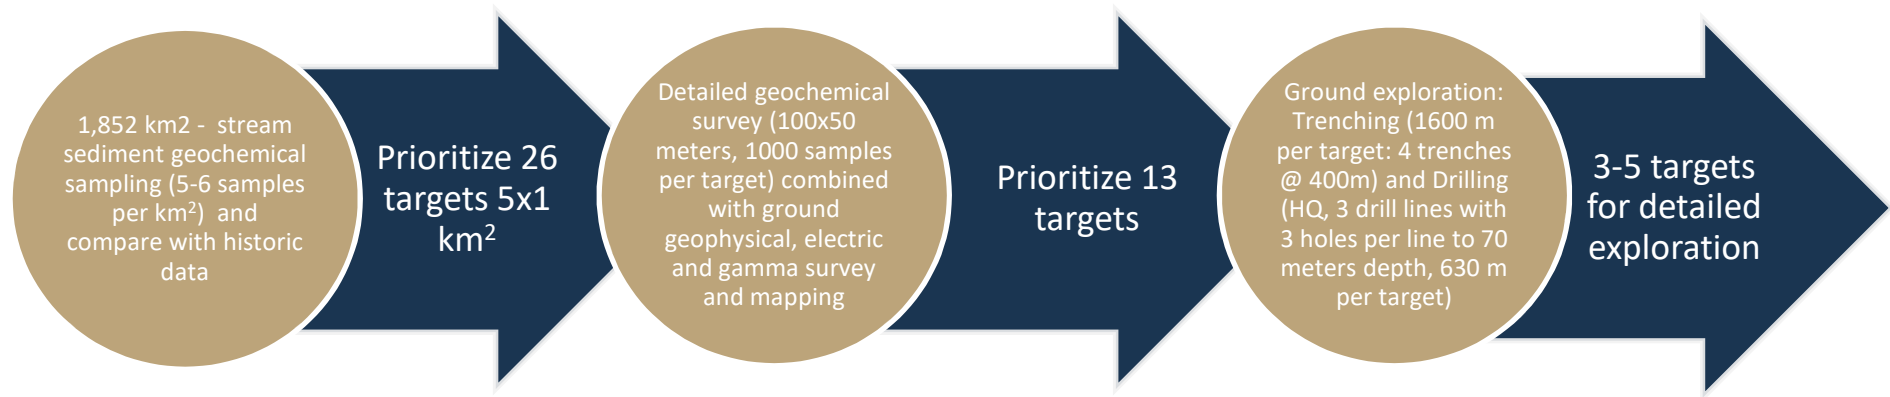 1,852 km2 - stream
sediment geochemical
sampling (5-6 samples
per km²) and
compare with historic
data
Prioritize 26
targets 5x1
km²
Detailed geochemical
survey (100x50
meters, 1000 samples
per target) combined
with ground
geophysical, electric
and gamma survey
and mapping
Prioritize 13
targets
Ground exploration:
Trenching (1600 m
per target: 4 trenches
@ 400m) and Drilling
(HQ, 3 drill lines with
3 holes per line to 70
meters depth, 630 m
per target)
3-5 targets
for detailed
exploration